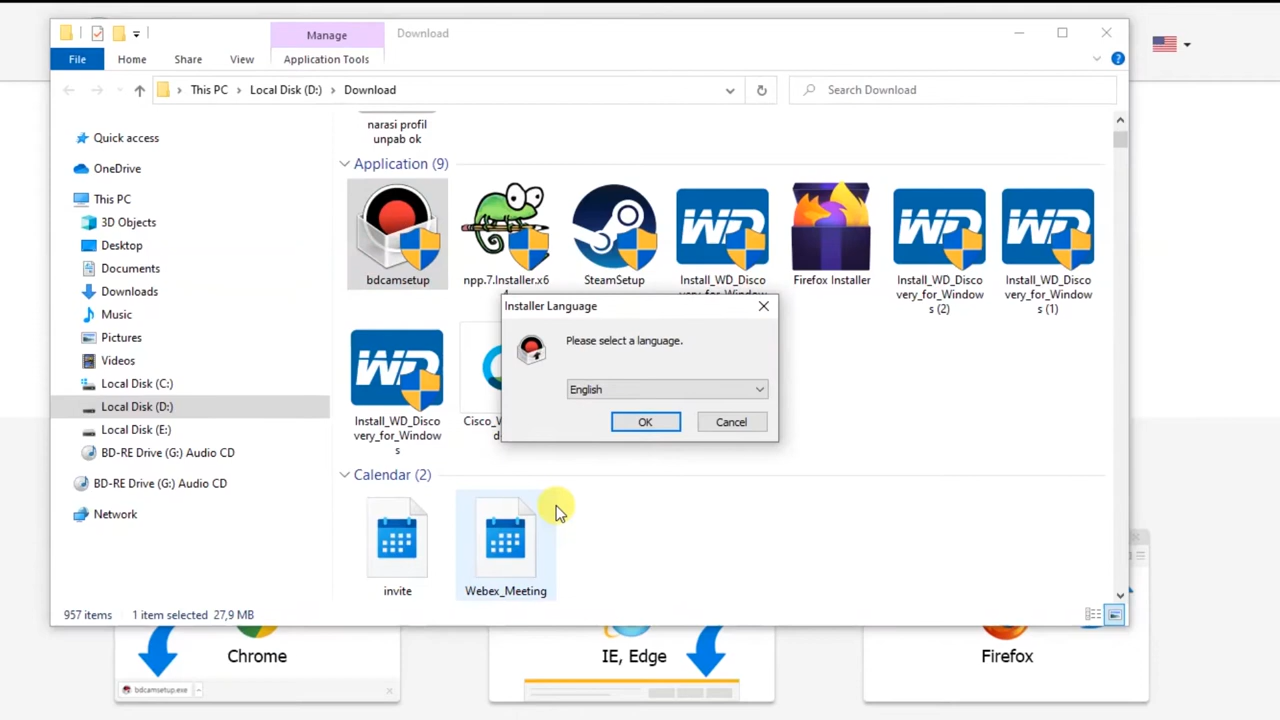 Manage
Download
File
Home
Share
View
Application Tools
This PC
Local Disk (D:)
Download
Search Download
Quick access
OneDrive
This PC
3D Objects
Desktop
Documents
Downloads
Music
Pictures
Videos
Local Disk (C:)
Local Disk (D:)
Local Disk (E:)
BD-RE Drive (G:) Audio CD
BD-RE Drive (G:) Audio CD
Network
narasi profil
unpab ok
Application (9)
bdcamsetup
npp.7.Installer.x6
SteamSetup
Install_WD_Disco
Firefox Installer
Install_WD_Disco
very_for_Window
s (2)
Install_WD_Disco
very_for_Window
s (1)
Install_WD_Disco
very_for_Window
s
Installer Language
Please select a language.
English
OK
Cancel
Calendar (2)
invite
Webex_Meeting
957 items
1 item selected 27,9 MB
Chrome
IE, Edge
Firefox
bdcamsetup.exe